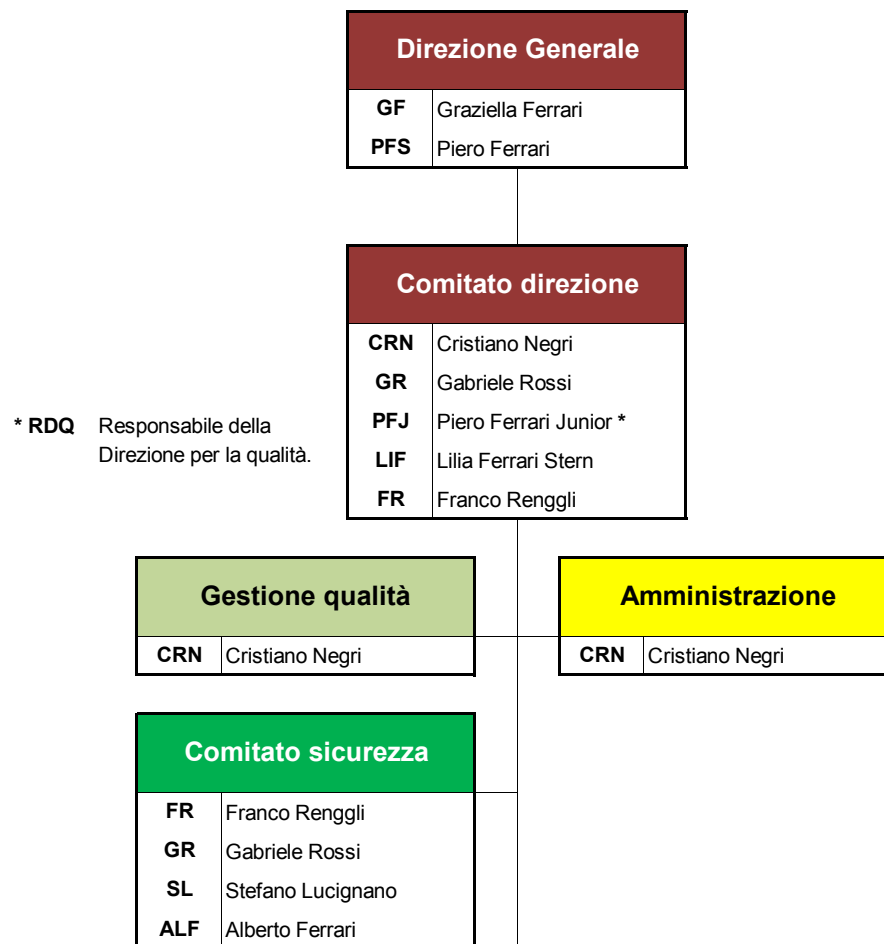 Direzione Generale
GF Graziella Ferrari
PFS Piero Ferrari
Comitato direzione
CRN Cristiano Negri
GR Gabriele Rossi
PFJ Piero Ferrari Junior *
LIF Lilia Ferrari Stern
FR Franco Renggli
* RDQ Responsabile della
Direzione per la qualità.
Gestione qualità
CRN Cristiano Negri
Amministrazione
CRN Cristiano Negri
Comitato sicurezza
FR Franco Renggli
GR Gabriele Rossi
SL Stefano Lucignano
ALF Alberto Ferrari